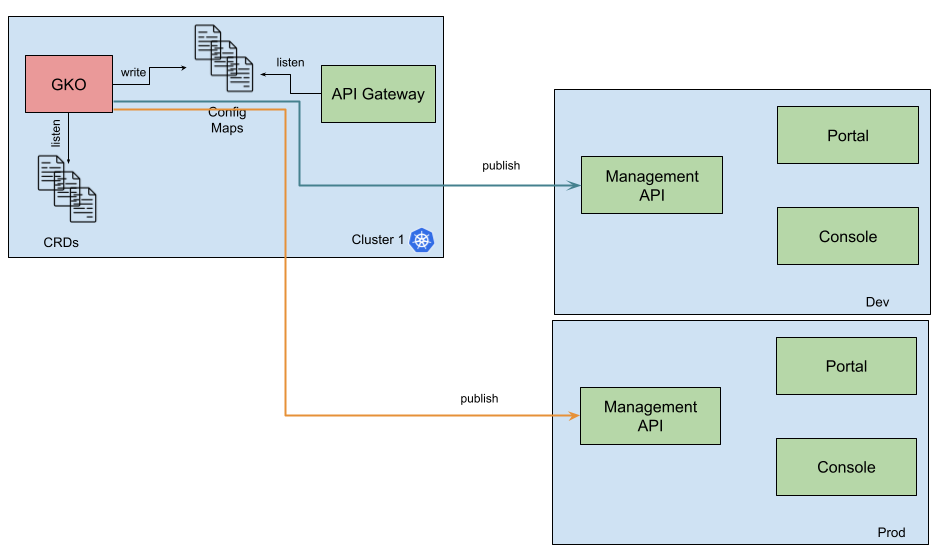 GKO
write
listen
Config
Maps
listen
API Gateway
CRDs
Cluster 1
publish
Management
API
Portal
Console
Dev
publish
Management
API
Portal
Console
Prod